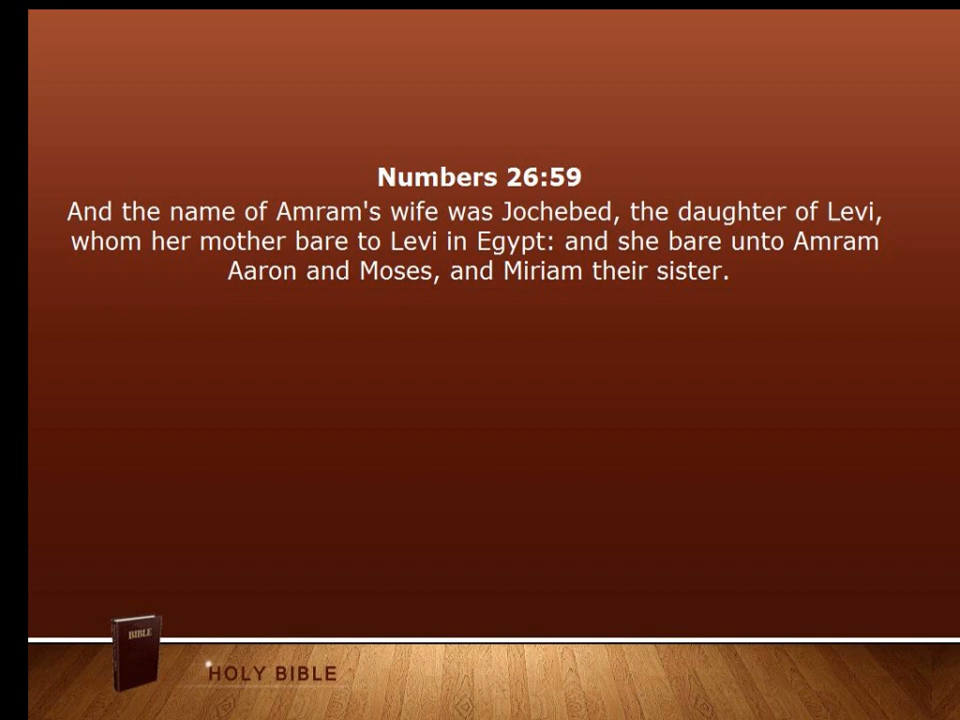 Numbers 26:59
And the name of Amram's wife was Jochebed, the daughter of Levi,
whom her mother bare to Levi in Egypt: and she bare unto Amram
Aaron and Moses, and Miriam their sister.
BIBLE
HOLY BIBLE